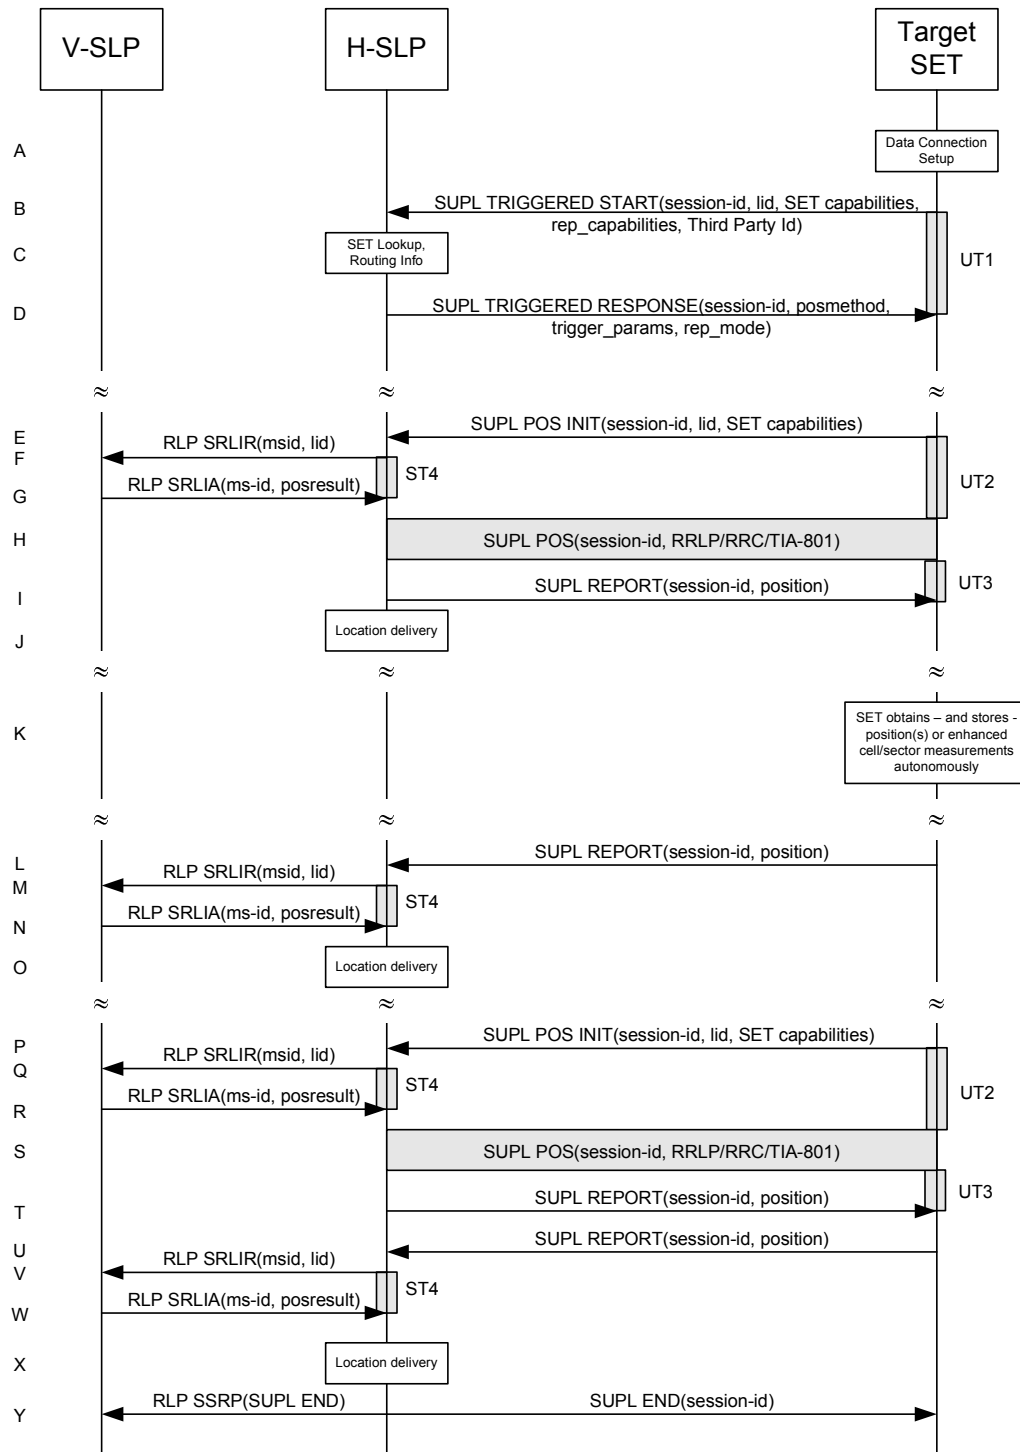 V-SLP
H-SLP
Target
SET
A
Data Connection
Setup
B
SUPL TRIGGERED START(session-id, lid, SET capabilities,
rep_capabilities, Third Party Id)
C
SET Lookup,
Routing Info
UT1
D
SUPL TRIGGERED RESPONSE(session-id, posmethod,
trigger_params, rep_mode)
≈ ≈ ≈
E
SUPL POS INIT(session-id, lid, SET capabilities)
F
RLP SRLIR(msid, lid)
ST4
UT2
G
RLP SRLIA(ms-id, posresult)
H
SUPL POS(session-id, RRLP/RRC/TIA-801)
UT3
I
SUPL REPORT(session-id, position)
J
Location delivery
≈ ≈ ≈
K
SET obtains – and stores -
position(s) or enhanced
cell/sector measurements
autonomously
≈ ≈ ≈
L
SUPL REPORT(session-id, position)
M
RLP SRLIR(msid, lid)
ST4
N
RLP SRLIA(ms-id, posresult)
O
Location delivery
≈ ≈ ≈
P
SUPL POS INIT(session-id, lid, SET capabilities)
Q
RLP SRLIR(msid, lid)
ST4
UT2
R
RLP SRLIA(ms-id, posresult)
S
SUPL POS(session-id, RRLP/RRC/TIA-801)
UT3
T
SUPL REPORT(session-id, position)
U
SUPL REPORT(session-id, position)
V
RLP SRLIR(msid, lid)
ST4
W
RLP SRLIA(ms-id, posresult)
X
Location delivery
Y
RLP SSRP(SUPL END)
SUPL END(session-id)